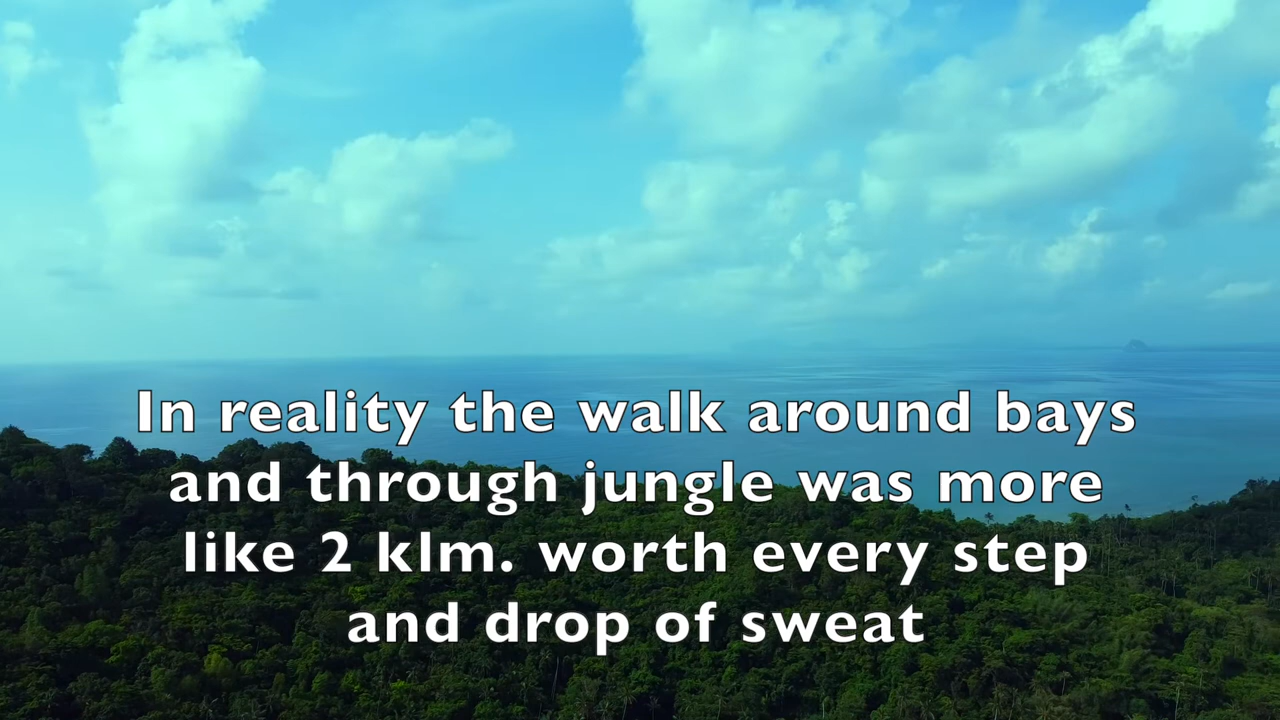 In reality the walk around bays
and through jungle was more
like 2 klm. worth every step
and drop of sweat